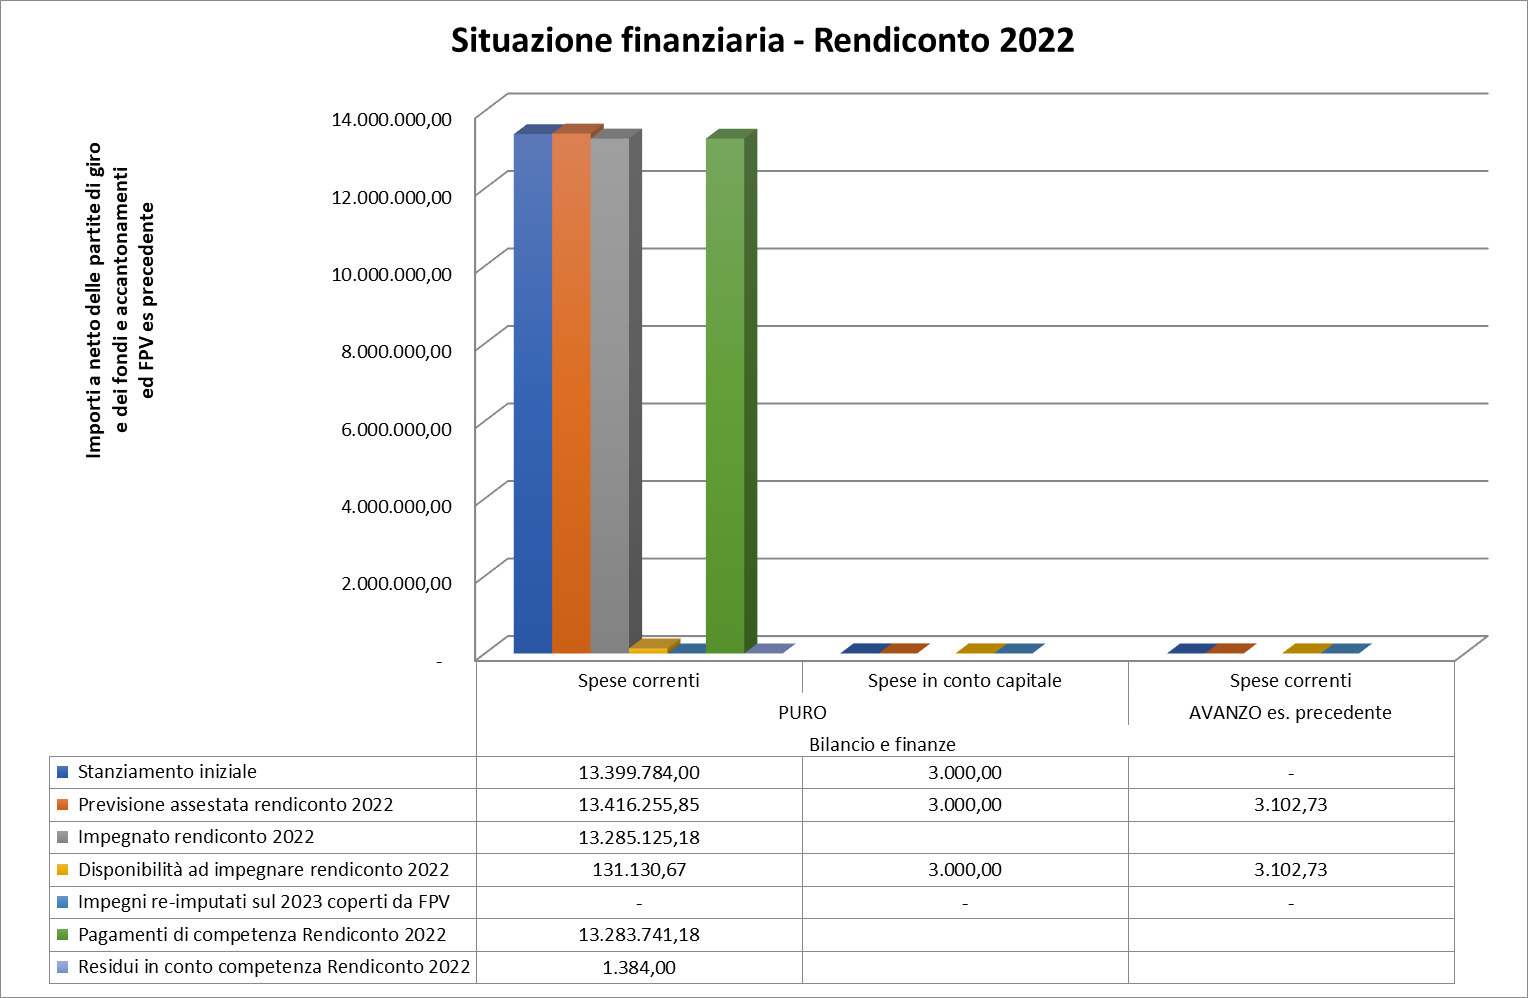 Situazione finanziaria - Rendiconto 2022
Importi a netto delle partite di giro
e dei fondi e accantonamenti
ed FPV es precedente
14.000.000,00
12.000.000,00
10.000.000,00
8.000.000,00
6.000.000,00
4.000.000,00
2.000.000,00
-
Spese correnti Spese in conto capitale Spese correnti
PURO AVANZO es. precedente
Bilancio e finanze
Stanziamento iniziale 13.399.784,00 3.000,00 -
Previsione assestata rendiconto 2022 13.416.255,85 3.000,00 3.102,73
Impegnato rendiconto 2022 13.285.125,18
Disponibilità ad impegnare rendiconto 2022 131.130,67 3.000,00 3.102,73
Impegni re-imputati sul 2023 coperti da FPV - - -
Pagamenti di competenza Rendiconto 2022 13.283.741,18
Residui in conto competenza Rendiconto 2022 1.384,00